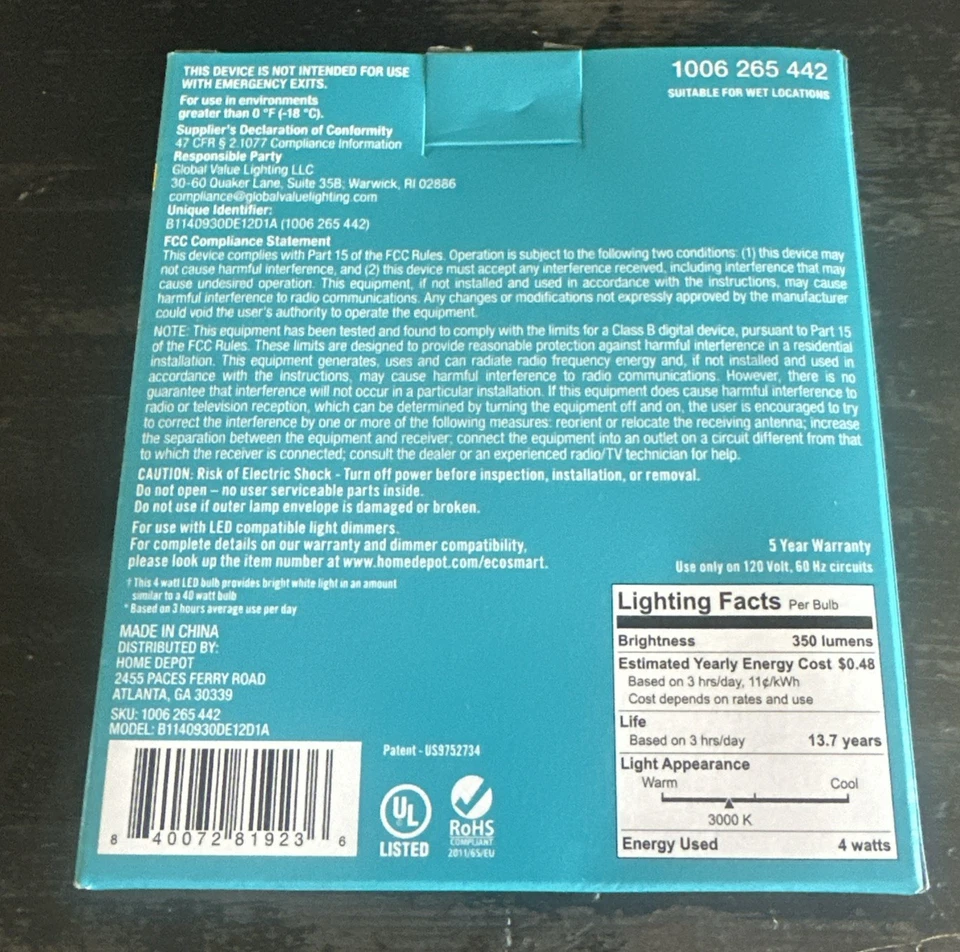 THIS DEVICE IS NOT INTENDED FOR USE
WITH EMERGENCY EXITS.
For use in environments
greater than 0 °F (-18 °C).
Supplier's Declaration of Conformity
47 CFR § 2.1077 Compliance Information
Responsible Party
Global Value Lighting LLC
30-60 Quaker Lane, Suite 35B; Warwick, RI 02886
compliance@globalvaluelighting.com
Unique Identifier:
B1140930DE12D1A (1006 265 442)
1006 265 442
SUITABLE FOR WET LOCATIONS
FCC Compliance Statement
This device complies with Part 15 of the FCC Rules. Operation is subject to the following two conditions: (1) this device may
not cause harmful interference, and (2) this device must accept any interference received, including interference that may
cause undesired operation. This equipment, if not installed and used in accordance with the instructions, may cause
harmful interference to radio communications. Any changes or modifications not expressly approved by the manufacturer
could void the user's authority to operate the equipment.
NOTE: This equipment has been tested and found to comply with the limits for a Class B digital device, pursuant to Part 15
of the FCC Rules. These limits are designed to provide reasonable protection against harmful interference in a residential
installation. This equipment generates, uses and can radiate radio frequency energy and, if not installed and used in
accordance with the instructions, may cause harmful interference to radio communications. However, there is no
guarantee that interference will not occur in a particular installation. If this equipment does cause harmful interference to
radio or television reception, which can be determined by turning the equipment off and on, the user is encouraged to try
to correct the interference by one or more of the following measures: reorient or relocate the receiving antenna; increase
the separation between the equipment and receiver; connect the equipment into an outlet on a circuit different from that
to which the receiver is connected; consult the dealer or an experienced radio/TV technician for help.
CAUTION: Risk of Electric Shock - Turn off power before inspection, installation, or removal.
Do not open – no user serviceable parts inside.
Do not use if outer lamp envelope is damaged or broken.
For use with LED compatible light dimmers.
For complete details on our warranty and dimmer compatibility,
please look up the item number at www.homedepot.com/ecosmart.
† This 4 watt LED bulb provides bright white light in an amount
similar to a 40 watt bulb
* Based on 3 hours average use per day
MADE IN CHINA
DISTRIBUTED BY:
HOME DEPOT
2455 PACES FERRY ROAD
ATLANTA, GA 30339
SKU: 1006 265 442
MODEL: B1140930DE12D1A
8 40072 81923 6
Patent - US9752734
UL
LISTED
RoHS
COMPLIANT
2011/65/EU
5 Year Warranty
Use only on 120 Volt, 60 Hz circuits
Lighting Facts Per Bulb
Brightness 350 lumens
Estimated Yearly Energy Cost $0.48
Based on 3 hrs/day, 11¢/kWh
Cost depends on rates and use
Life
Based on 3 hrs/day 13.7 years
Light Appearance
Warm Cool
3000 K
Energy Used 4 watts